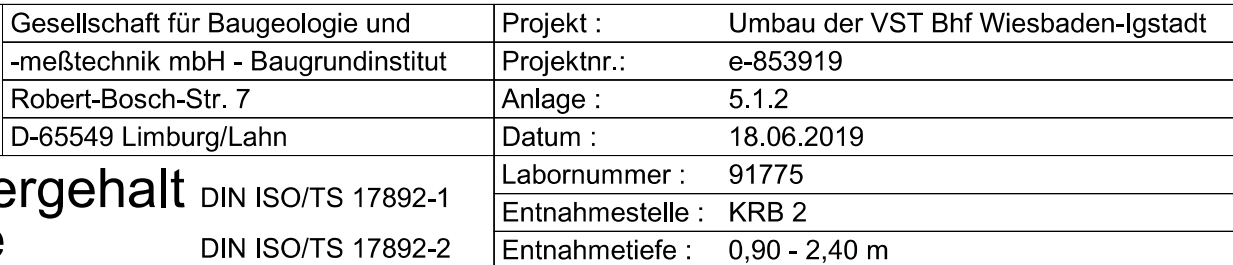 Gesellschaft für Baugeologie und
-meßtechnik mbH - Baugrundinstitut
Robert-Bosch-Str. 7
D-65549 Limburg/Lahn
Projekt : Umbau der VST Bhf Wiesbaden-Igstadt
Projektnr.: e-853919
Anlage : 5.1.2
Datum : 18.06.2019
Labornummer : 91775
Entnahmestelle : KRB 2
Entnahmetiefe : 0,90 - 2,40 m
ergehalt DIN ISO/TS 17892-1
e DIN ISO/TS 17892-2